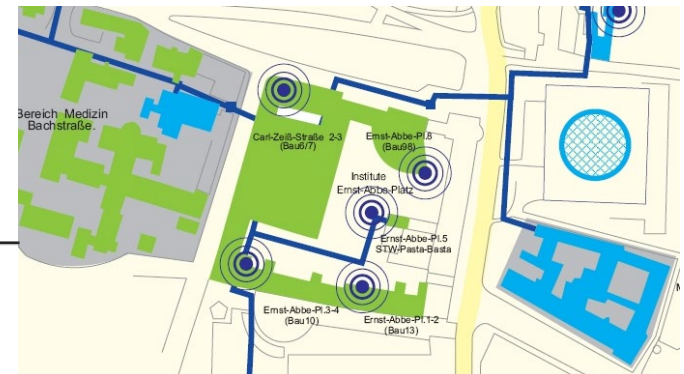 Bereich Medizin
Bachstraße.
Carl-Zeiß-Straße 2-3
(Bau6/7)
Ernst-Abbe-Pl.8
(Bau98)
Institute
Ernst-Abbe-Platz
Ernst-Abbe-Pl.5
STW-Pasta-Basta
Ernst-Abbe-Pl.3-4
(Bau10)
Ernst-Abbe-Pl.1-2
(Bau13)